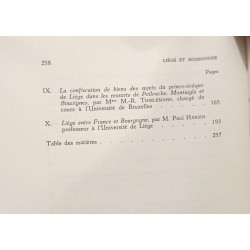 258
LIÈGE ET BOURGOGNE
Pages
IX. La confiscation de biens des sujets du prince-évêque
de Liège dans les ressorts de Poilvache, Montaigle et
Bouvignes, par Mme M.-R. Thielemans, chargé de
cours à l'Université de Bruxelles . . . . . . 165
X. Liège entre France et Bourgogne, par M. Paul Harsin
professeur à l'Université de Liège . . . . . . 193
Table des matières . . . . . . . . . . 257